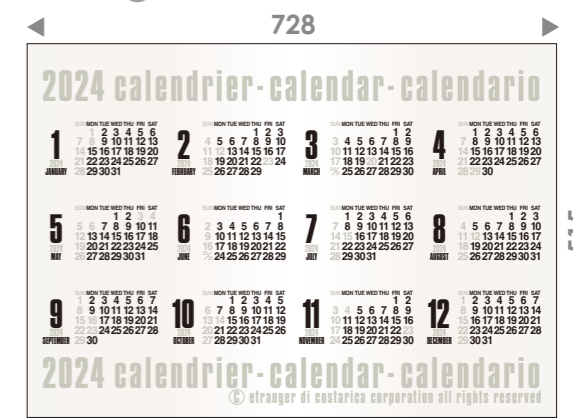 728
2024 calendrier-calendar-calendario
1
2024
JANUARY
SUN MON TUE WED THU FRI SAT
1 2 3 4 5 6
7 8 9 10 11 12 13
14 15 16 17 18 19 20
21 22 23 24 25 26 27
28 29 30 31
2
2024
FEBRUARY
SUN MON TUE WED THU FRI SAT
1 2 3
4 5 6 7 8 9 10
11 12 13 14 15 16 17
18 19 20 21 22 23 24
25 26 27 28 29
3
2024
MARCH
SUN MON TUE WED THU FRI SAT
1 2
3 4 5 6 7 8 9
10 11 12 13 14 15 16
17 18 19 20 21 22 23
24/31 25 26 27 28 29 30
4
2024
APRIL
SUN MON TUE WED THU FRI SAT
1 2 3 4 5 6
7 8 9 10 11 12 13
14 15 16 17 18 19 20
21 22 23 24 25 26 27
28 29 30
5
2024
MAY
SUN MON TUE WED THU FRI SAT
1 2 3 4
5 6 7 8 9 10 11
12 13 14 15 16 17 18
19 20 21 22 23 24 25
26 27 28 29 30 31
6
2024
JUNE
SUN MON TUE WED THU FRI SAT
1
2 3 4 5 6 7 8
9 10 11 12 13 14 15
16 17 18 19 20 21 22
23/30 24 25 26 27 28 29
7
2024
JULY
SUN MON TUE WED THU FRI SAT
1 2 3 4 5 6
7 8 9 10 11 12 13
14 15 16 17 18 19 20
21 22 23 24 25 26 27
28 29 30 31
8
2024
AUGUST
SUN MON TUE WED THU FRI SAT
1 2 3
4 5 6 7 8 9 10
11 12 13 14 15 16 17
18 19 20 21 22 23 24
25 26 27 28 29 30 31
9
2024
SEPTEMBER
SUN MON TUE WED THU FRI SAT
1 2 3 4 5 6 7
8 9 10 11 12 13 14
15 16 17 18 19 20 21
22 23 24 25 26 27 28
29 30
10
2024
OCTOBER
SUN MON TUE WED THU FRI SAT
1 2 3 4 5
6 7 8 9 10 11 12
13 14 15 16 17 18 19
20 21 22 23 24 25 26
27 28 29 30 31
11
2024
NOVEMBER
SUN MON TUE WED THU FRI SAT
1 2
3 4 5 6 7 8 9
10 11 12 13 14 15 16
17 18 19 20 21 22 23
24 25 26 27 28 29 30
12
2024
DECEMBER
SUN MON TUE WED THU FRI SAT
1 2 3 4 5 6 7
8 9 10 11 12 13 14
15 16 17 18 19 20 21
22 23 24 25 26 27 28
29 30 31
2024 calendrier-calendar-calendario
Ⓒ etranger di costarica corporation all rights reserved